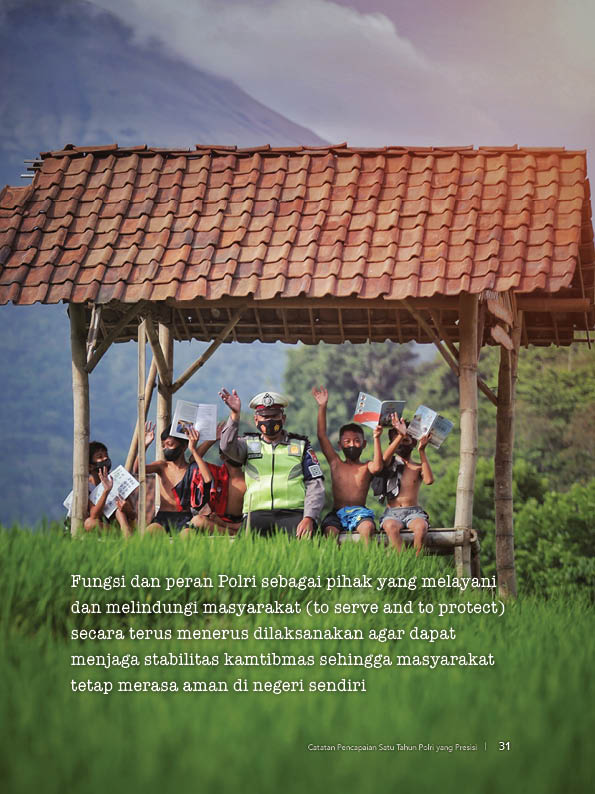 Fungsi dan peran Polri sebagai pihak yang melayani
dan melindungi masyarakat (to serve and to protect)
secara terus menerus dilaksanakan agar dapat
menjaga stabilitas kamtibmas sehingga masyarakat
tetap merasa aman di negeri sendiri
Catatan Pencapaian Satu Tahun Polri yang Presisi | 31